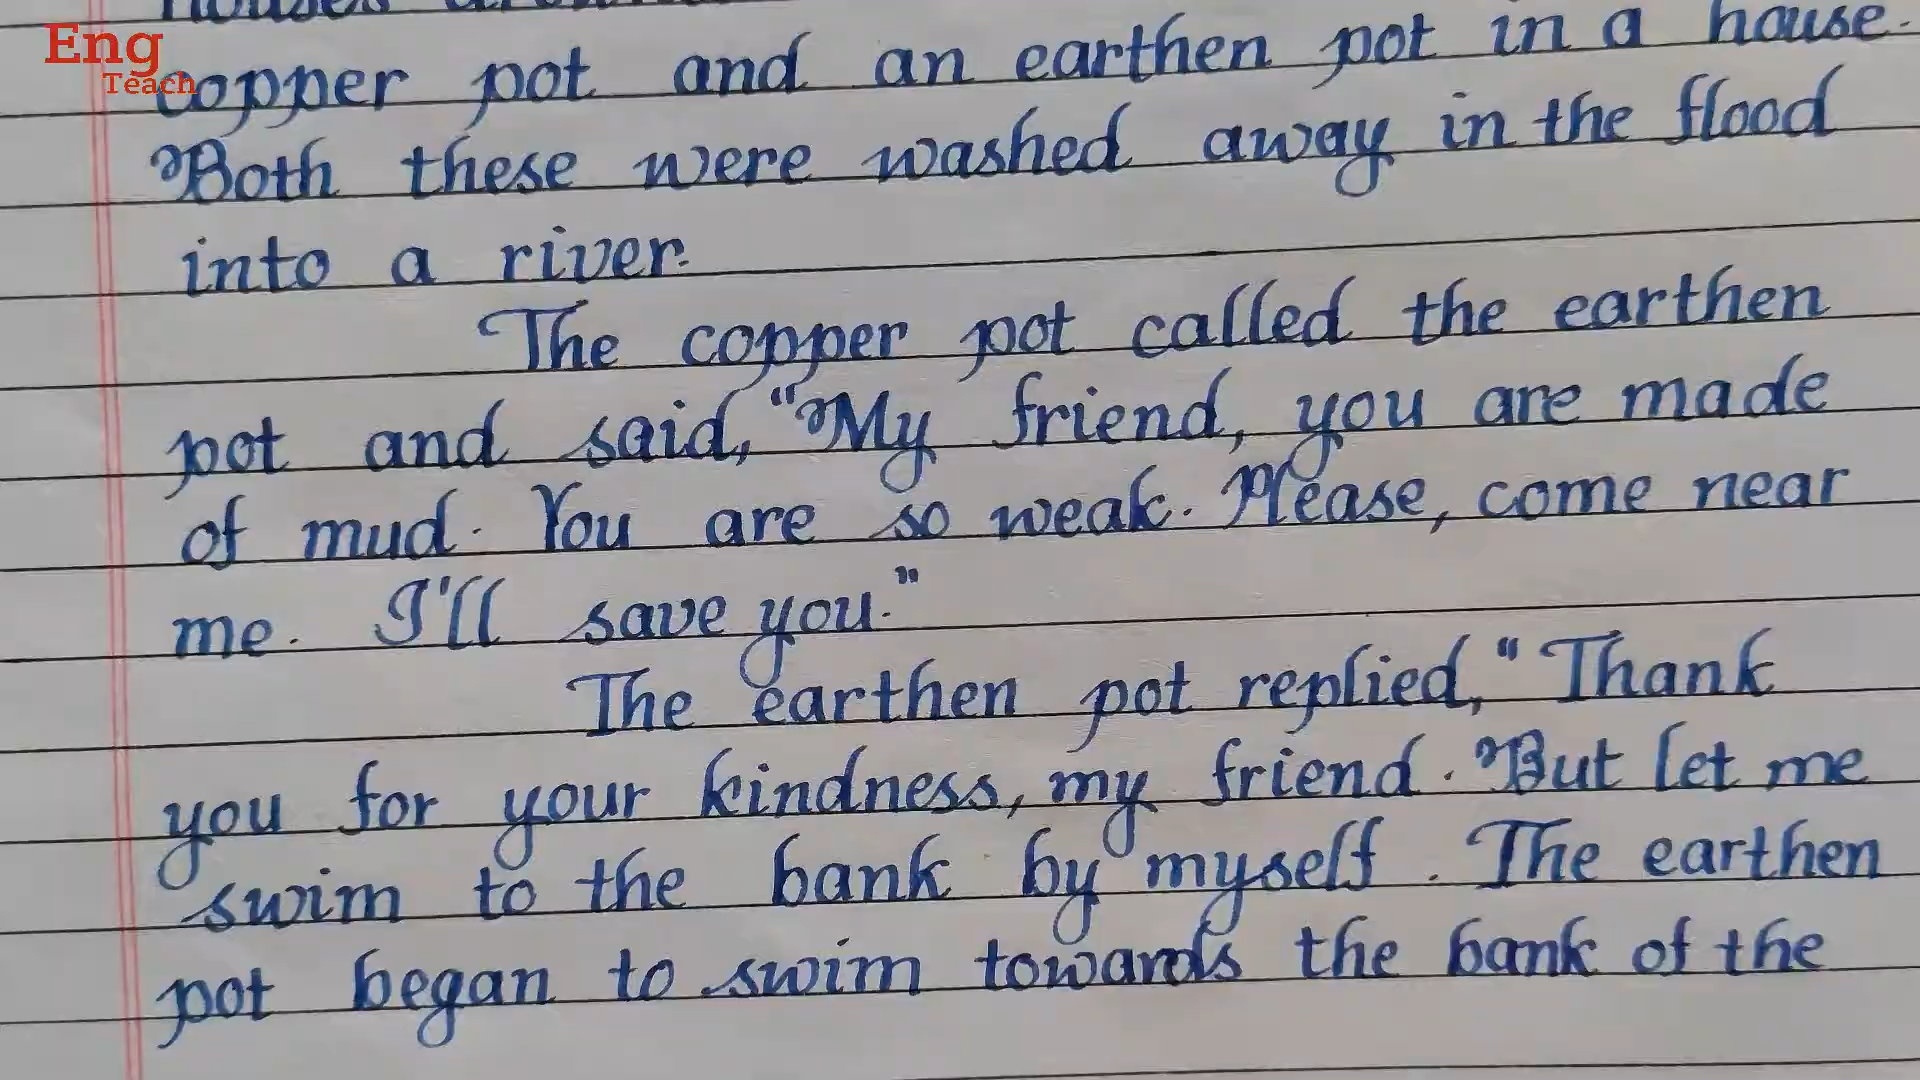 Eng
Teach
houses
copper pot and an earthen pot in a house.
Both these were washed away in the flood
into a river.
The copper pot called the earthen
pot and said, "My friend, you are made
of mud. You are so weak. Please, come near
me. I'll save you."
The earthen pot replied, "Thank
you for your kindness, my friend. But let me
swim to the bank by myself. The earthen
pot began to swim towards the bank of the